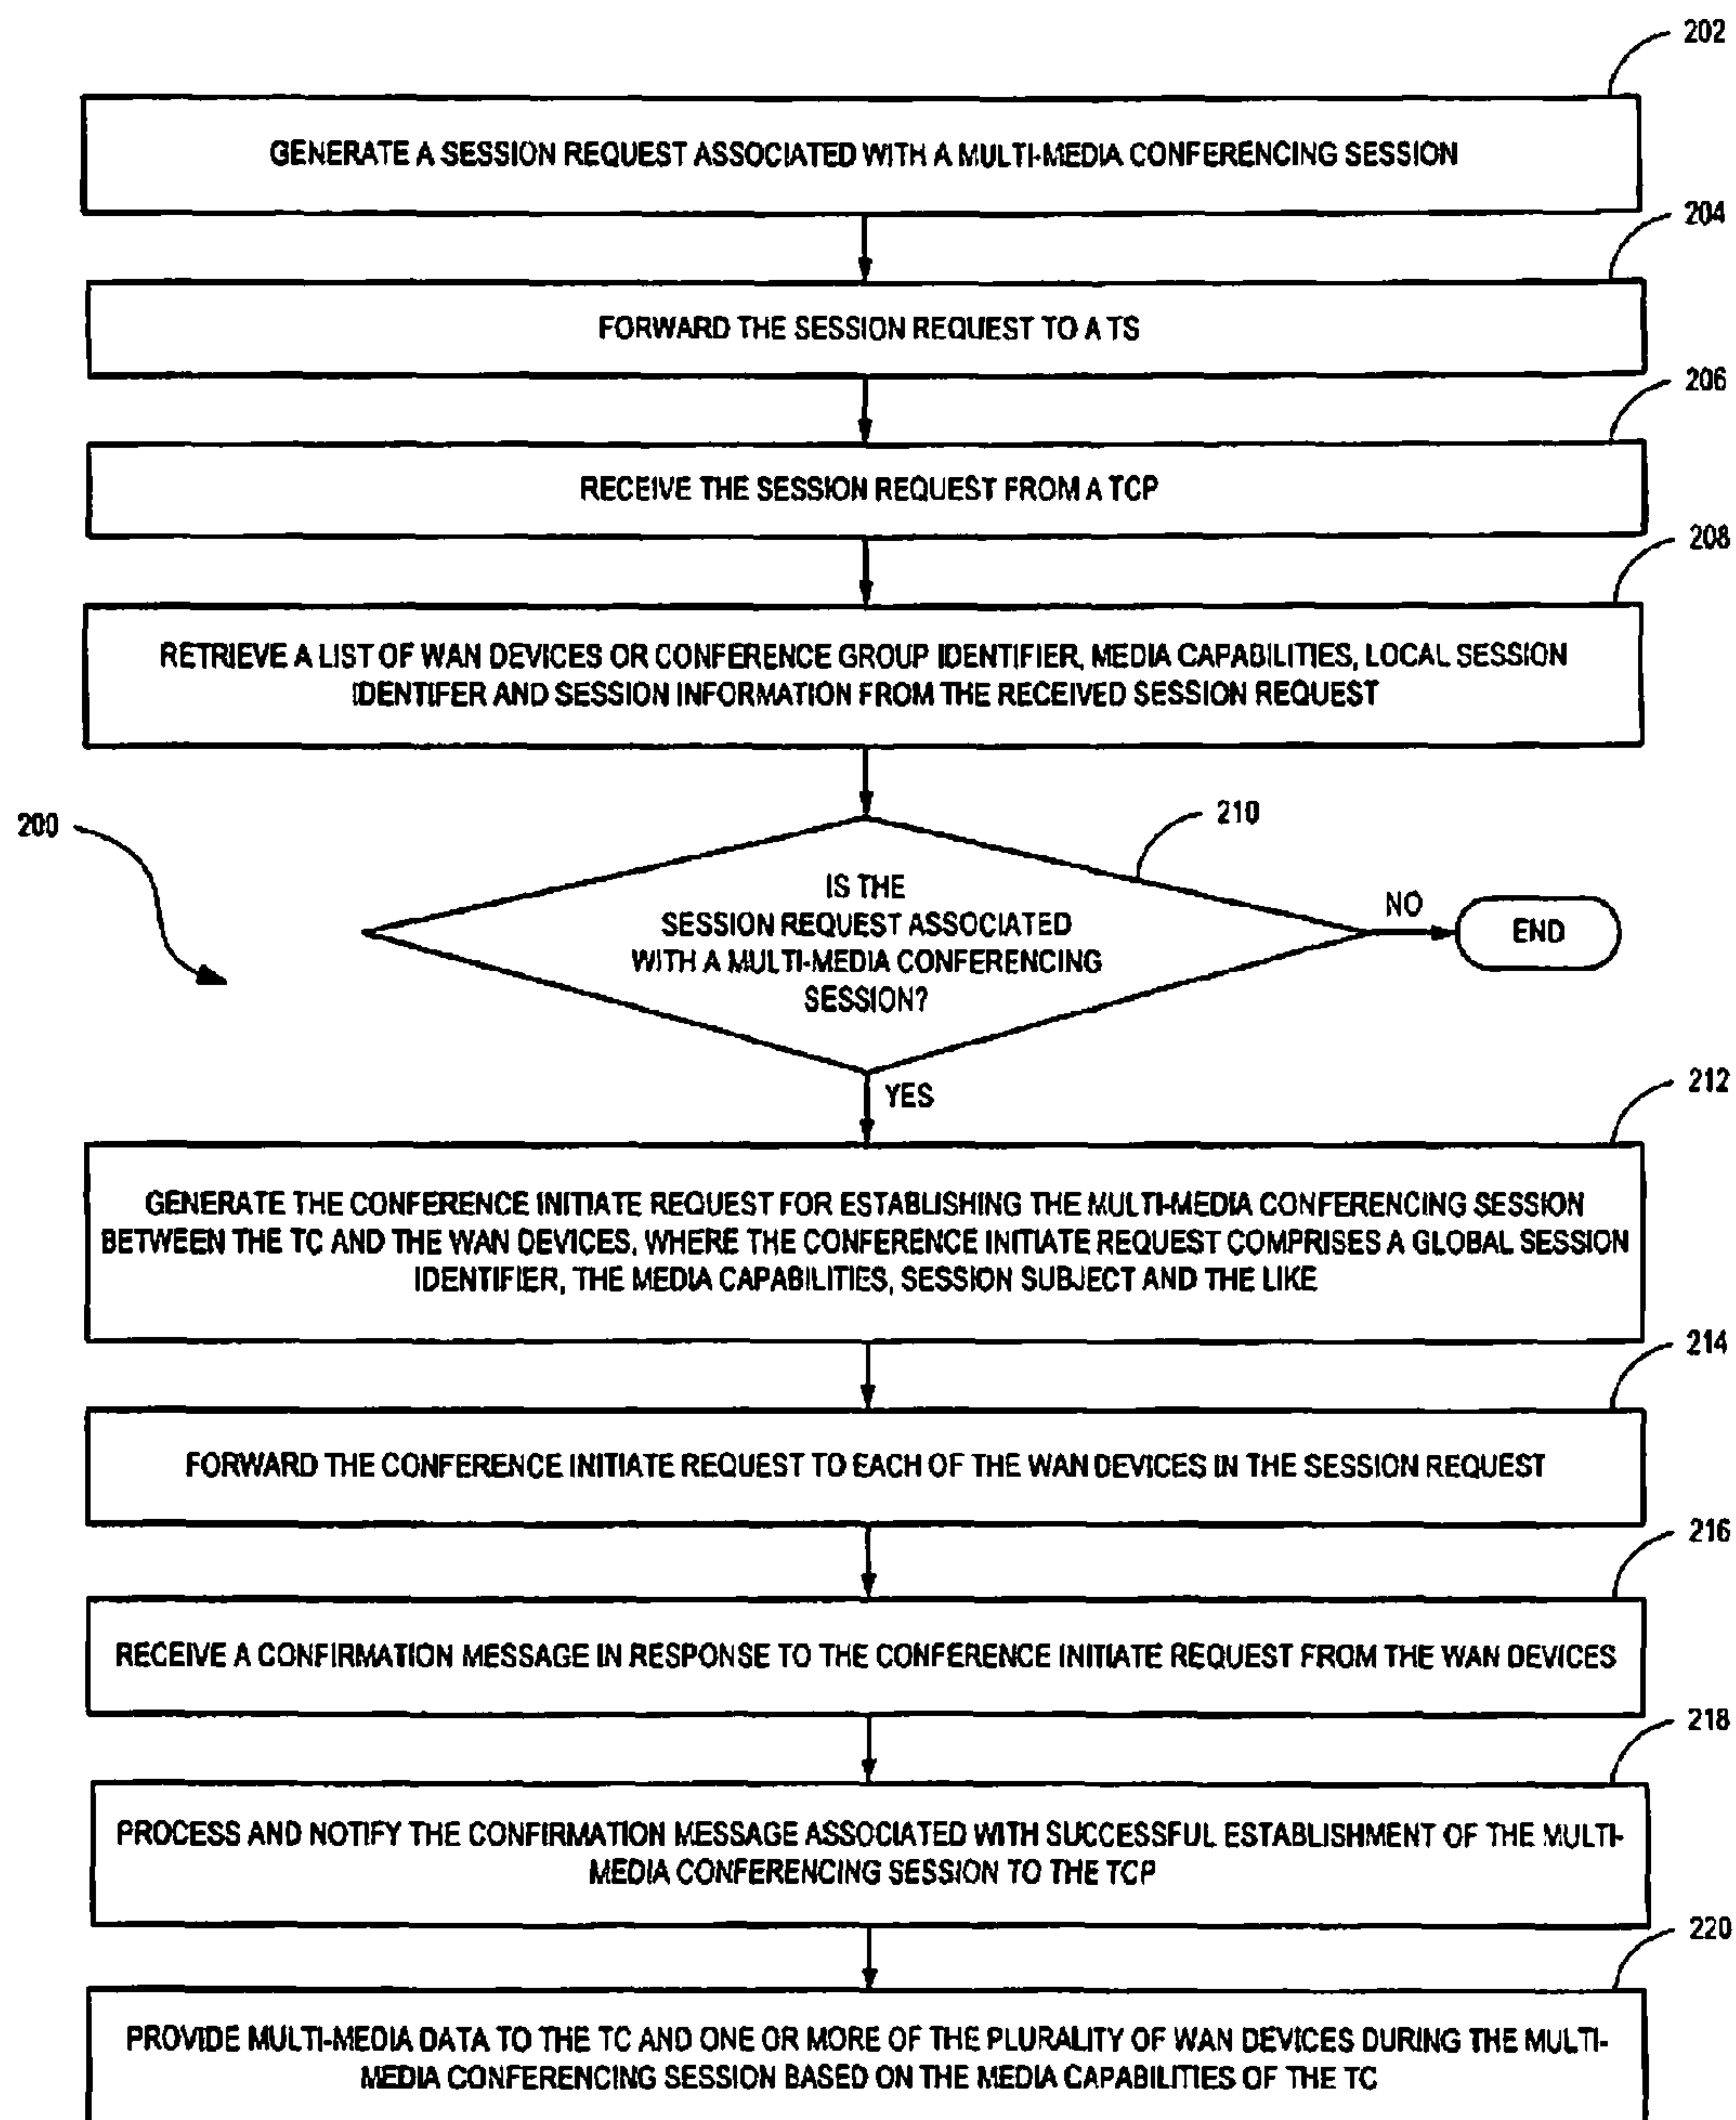 202
GENERATE A SESSION REQUEST ASSOCIATED WITH A MULTI-MEDIA CONFERENCING SESSION
204
FORWARD THE SESSION REQUEST TO A TS
206
RECEIVE THE SESSION REQUEST FROM A TCP
208
RETRIEVE A LIST OF WAN DEVICES OR CONFERENCE GROUP IDENTIFIER, MEDIA CAPABILITIES, LOCAL SESSION
IDENTIFER AND SESSION INFORMATION FROM THE RECEIVED SESSION REQUEST
200
210
IS THE
SESSION REQUEST ASSOCIATED
WITH A MULTI-MEDIA CONFERENCING
SESSION?
NO
END
YES
212
GENERATE THE CONFERENCE INITIATE REQUEST FOR ESTABLISHING THE MULTI-MEDIA CONFERENCING SESSION
BETWEEN THE TC AND THE WAN DEVICES, WHERE THE CONFERENCE INITIATE REQUEST COMPRISES A GLOBAL SESSION
IDENTIFIER, THE MEDIA CAPABILITIES, SESSION SUBJECT AND THE LIKE
214
FORWARD THE CONFERENCE INITIATE REQUEST TO EACH OF THE WAN DEVICES IN THE SESSION REQUEST
216
RECEIVE A CONFIRMATION MESSAGE IN RESPONSE TO THE CONFERENCE INITIATE REQUEST FROM THE WAN DEVICES
218
PROCESS AND NOTIFY THE CONFIRMATION MESSAGE ASSOCIATED WITH SUCCESSFUL ESTABLISHMENT OF THE MULTI-
MEDIA CONFERENCING SESSION TO THE TCP
220
PROVIDE MULTI-MEDIA DATA TO THE TC AND ONE OR MORE OF THE PLURALITY OF WAN DEVICES DURING THE MULTI-
MEDIA CONFERENCING SESSION BASED ON THE MEDIA CAPABILITIES OF THE TC